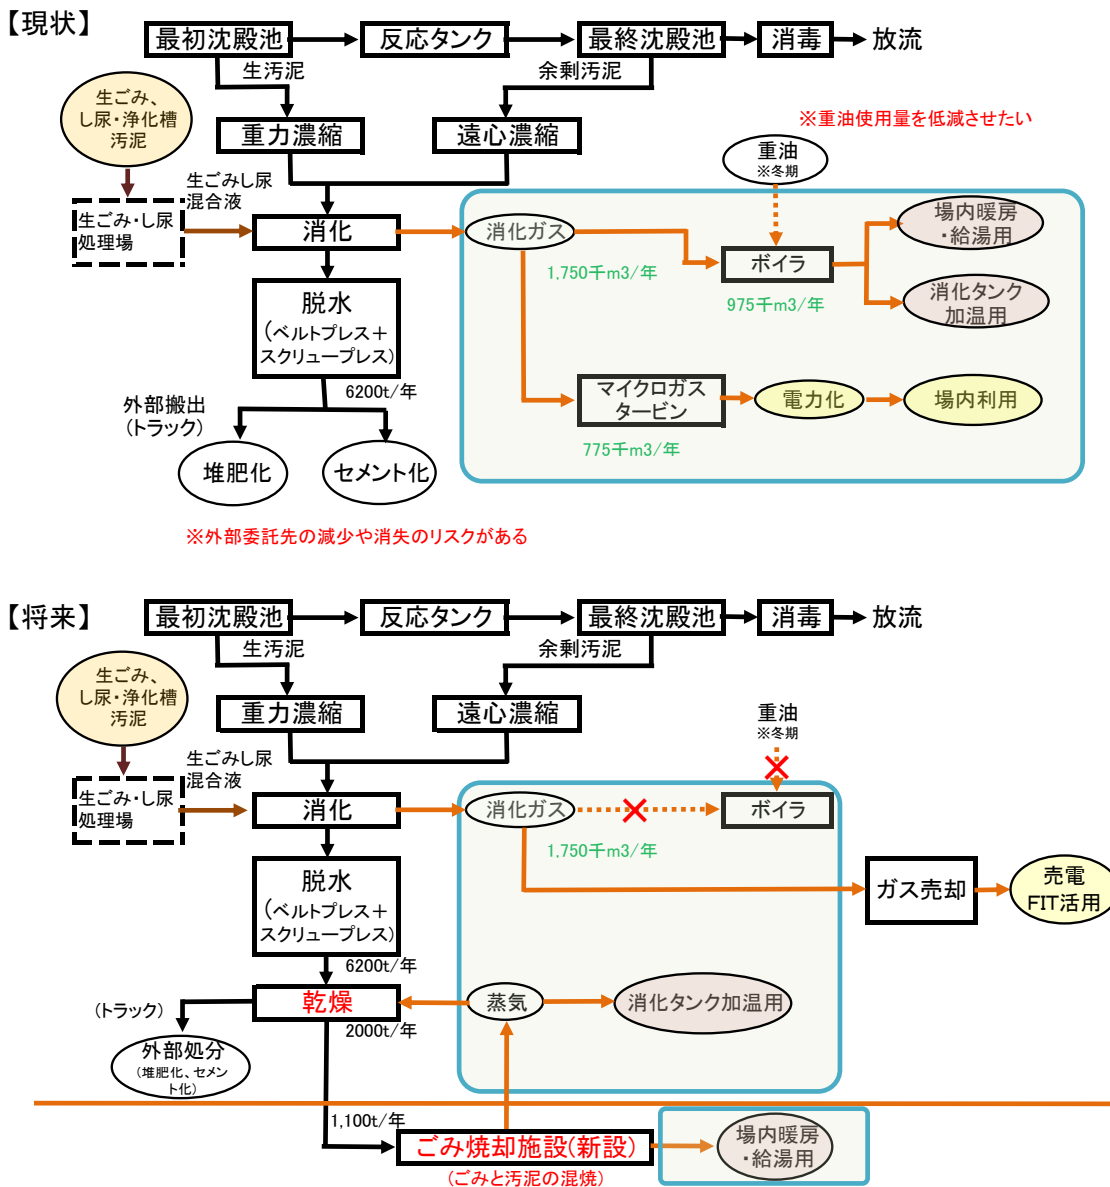 【現状】
最初沈殿池
反応タンク
最終沈殿池
消毒
放流
生汚泥
余剰汚泥
生ごみ、
し尿・浄化槽
汚泥
重力濃縮
遠心濃縮
※重油使用量を低減させたい
重油
※冬期
生ごみし尿
混合液
生ごみ・し尿
処理場
消化
消化ガス
1,750千m3/年
ボイラ
975千m3/年
場内暖房
・給湯用
消化タンク
加温用
脱水
(ベルトプレス＋
スクリュープレス)
6200t/年
マイクロガス
タービン
775千m3/年
電力化
場内利用
外部搬出
(トラック)
堆肥化
セメント化
※外部委託先の減少や消失のリスクがある
【将来】
最初沈殿池
反応タンク
最終沈殿池
消毒
放流
生汚泥
余剰汚泥
生ごみ、
し尿・浄化槽
汚泥
重力濃縮
遠心濃縮
重油
※冬期
生ごみし尿
混合液
生ごみ・し尿
処理場
消化
消化ガス
1,750千m3/年
ボイラ
脱水
(ベルトプレス＋
スクリュープレス)
6200t/年
ガス売却
売電
FIT活用
(トラック)
乾燥
2000t/年
蒸気
消化タンク加温用
外部処分
(堆肥化、セメン
ト化)
1,100t/年
ごみ焼却施設(新設)
(ごみと汚泥の混焼)
場内暖房
・給湯用